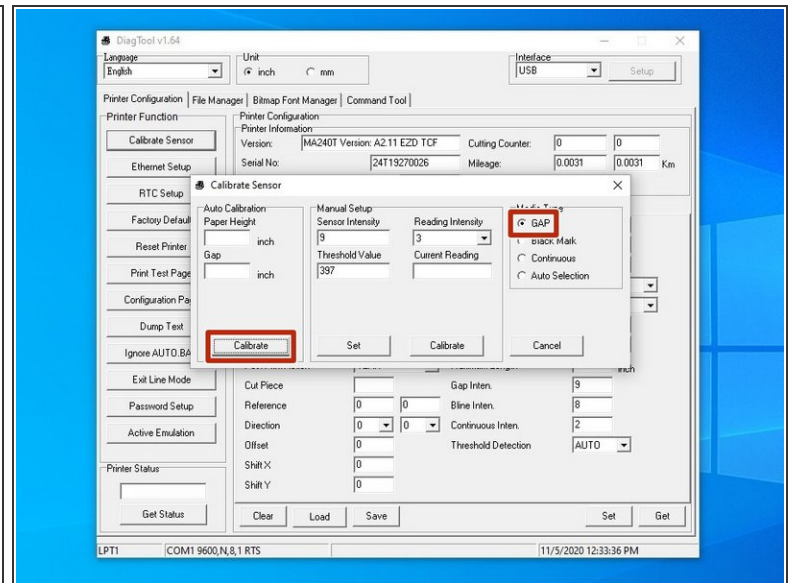 DiagTool v1.64
Language
English
Unit
inch mm
Interface
USB
Setup
Printer Configuration File Manager Bitmap Font Manager Command Tool
Printer Function
Calibrate Sensor
Ethernet Setup
RTC Setup
Factory Default
Reset Printer
Print Test Page
Configuration Pa
Dump Text
Ignore AUTO.BA
Exit Line Mode
Password Setup
Active Emulation
Printer Status
Get Status
Printer Configuration
Printer Information
Version: MA240T Version: A2.11 EZD TCF Cutting Counter: 0 0
Serial No: 24T19270026 Mileage: 0.0031 0.0031 Km
Calibrate Sensor
Auto Calibration
Paper Height
inch
Gap
inch
Calibrate
Manual Setup
Sensor Intensity Reading Intensity
9 3
Threshold Value Current Reading
397
Set Calibrate
GAP
Black Mark
Continuous
Auto Selection
Cancel
inch
Cut Piece Gap Inten. 9
Reference 0 0 Bline Inten. 8
Direction 0 0 Continuous Inten. 2
Offset 0 Threshold Detection AUTO
Shift X 0
Shift Y 0
Clear Load Save Set Get
LPT1 COM1 9600,N,8,1 RTS 11/5/2020 12:33:36 PM